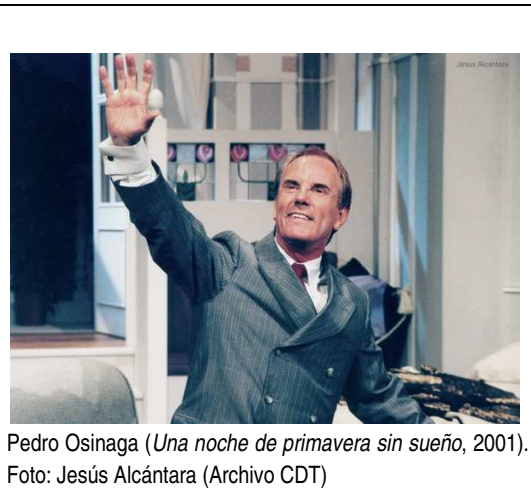 Jesus Alcantara
Pedro Osinaga (Una noche de primavera sin sueño, 2001).
Foto: Jesús Alcántara (Archivo CDT)